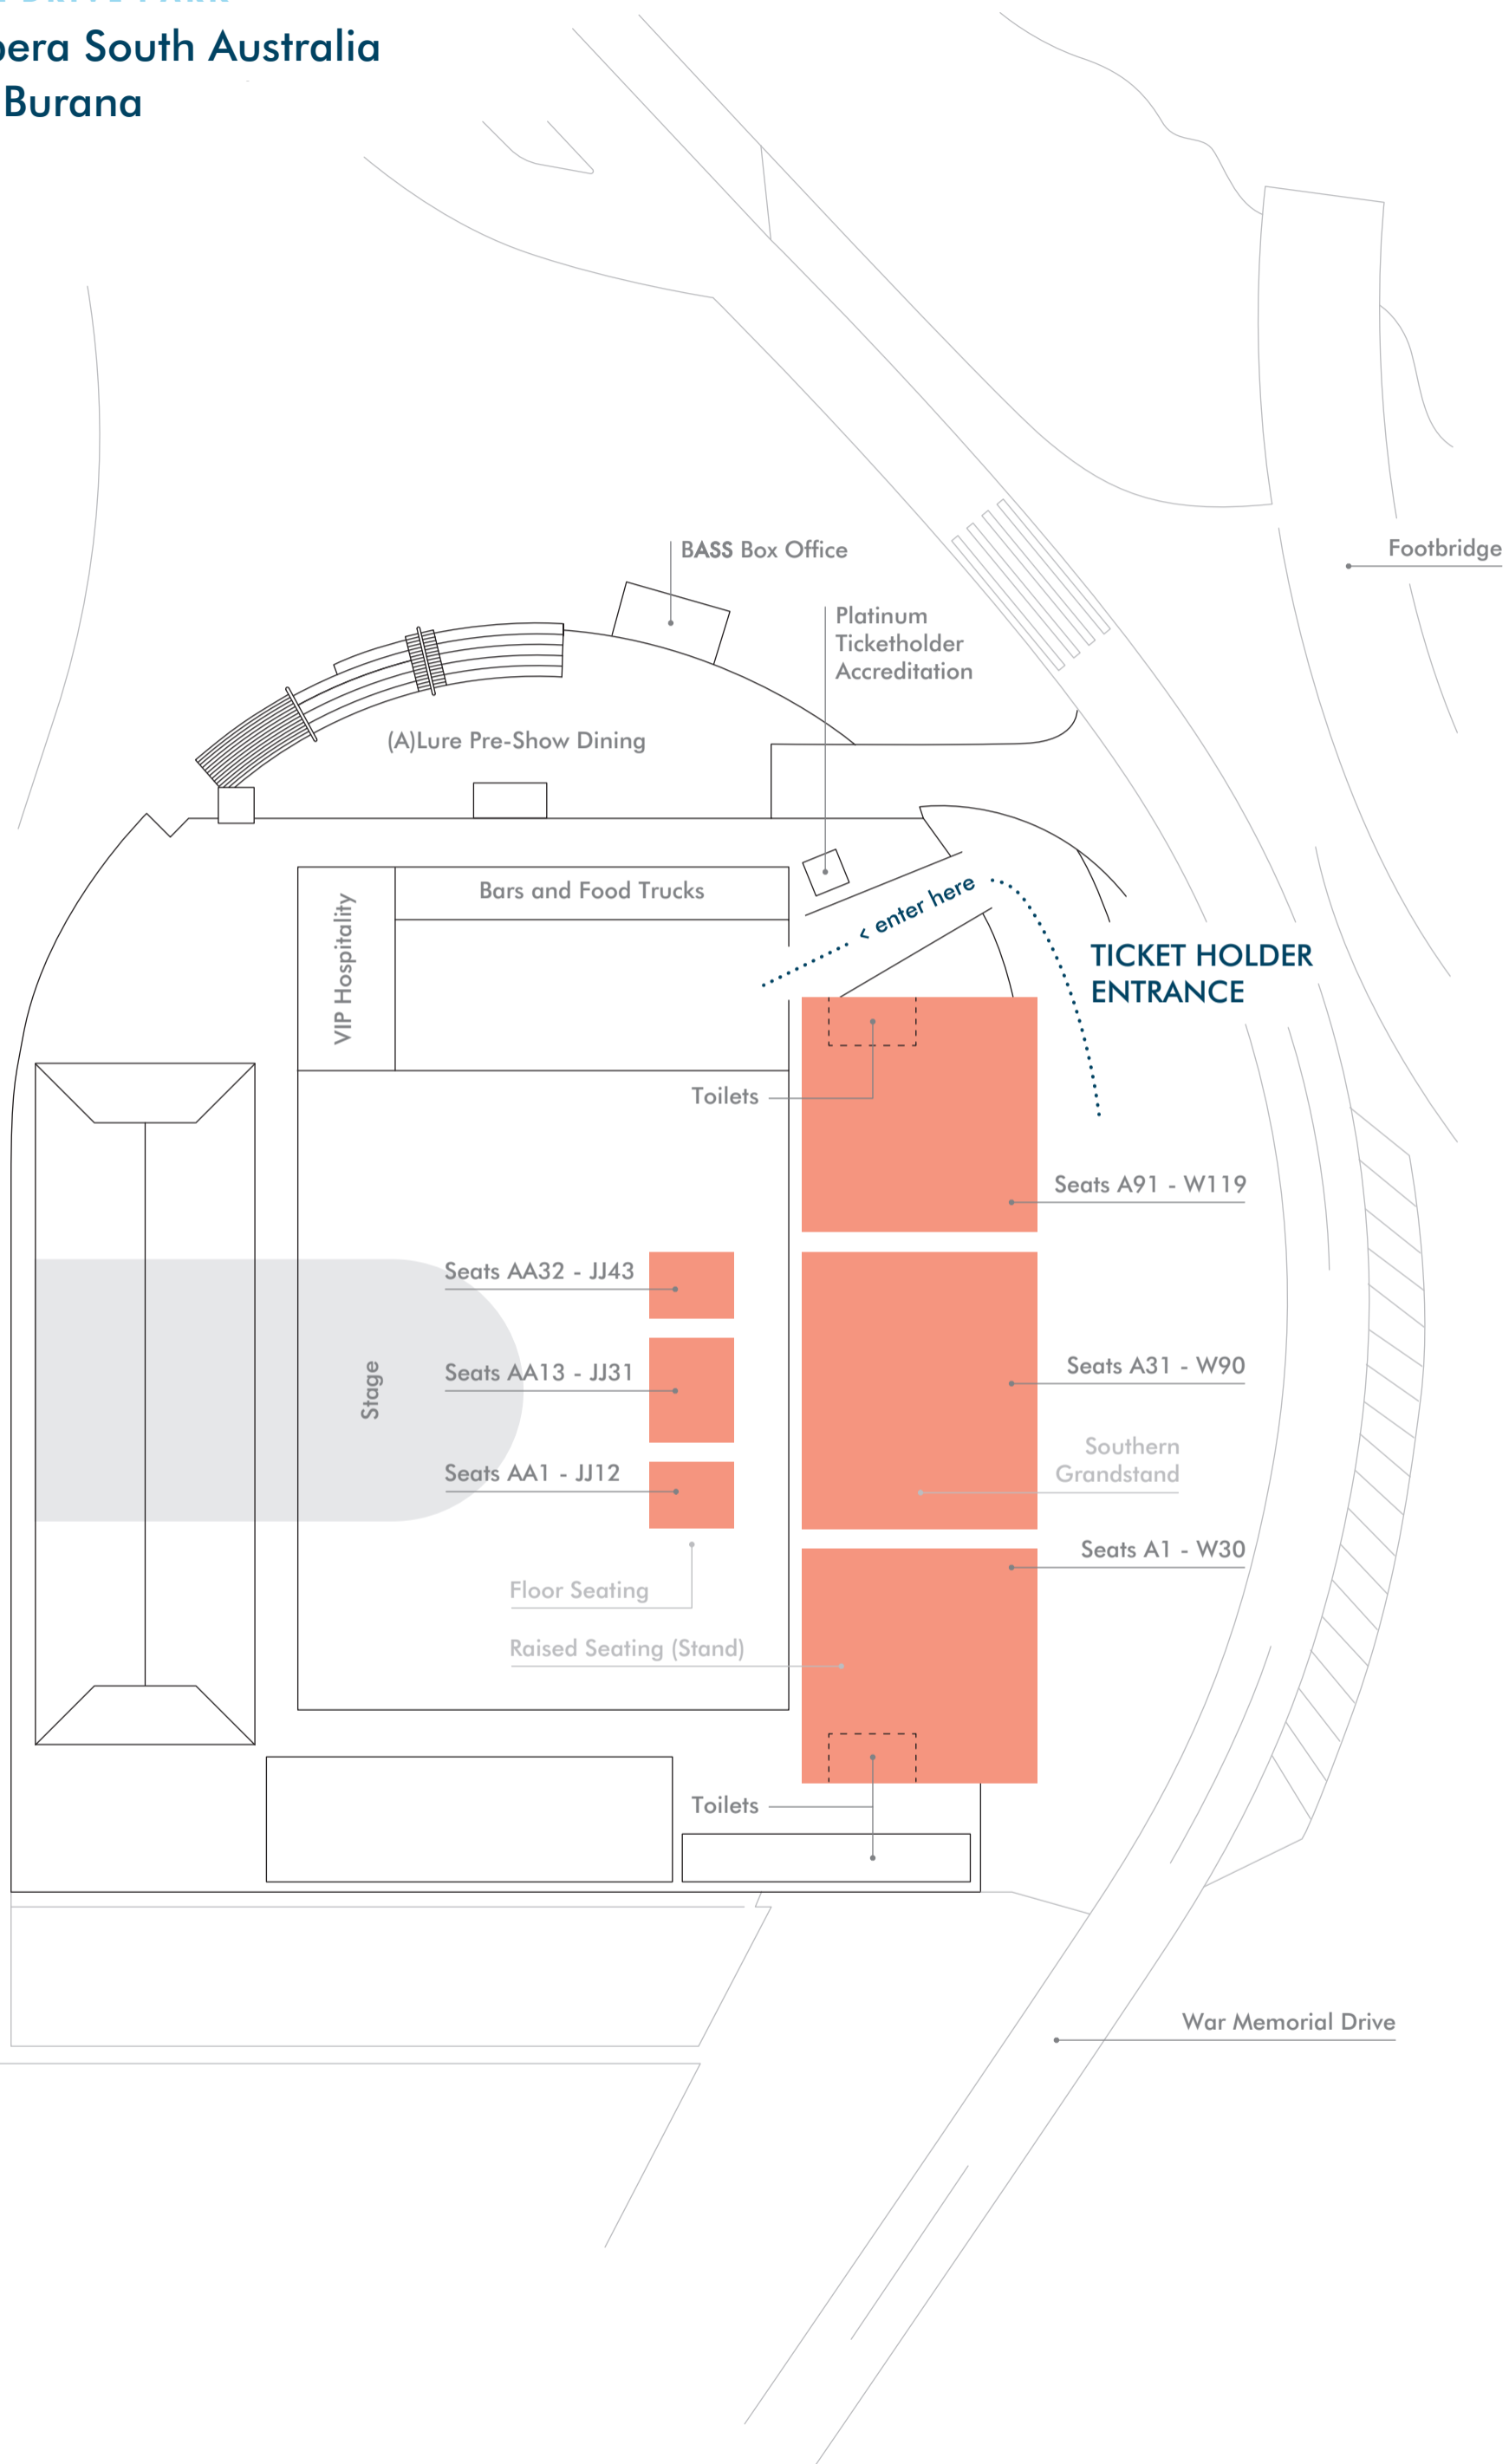 pera South Australia
Burana
BASS Box Office
Footbridge
Platinum
Ticketholder
Accreditation
(A)Lure Pre-Show Dining
Bars and Food Trucks
VIP Hospitality
< enter here
TICKET HOLDER
ENTRANCE
Toilets
Seats A91 - W119
Seats AA32 - JJ43
Seats A31 - W90
Seats AA13 - JJ31
Stage
Southern
Grandstand
Seats AA1 - JJ12
Seats A1 - W30
Floor Seating
Raised Seating (Stand)
Toilets
War Memorial Drive